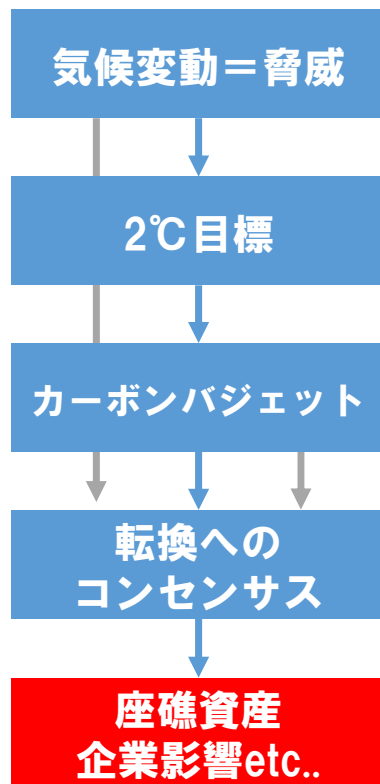 気候変動＝脅威
2℃目標
カーボンバジェット
転換への
コンセンサス
座礁資産
企業影響etc..